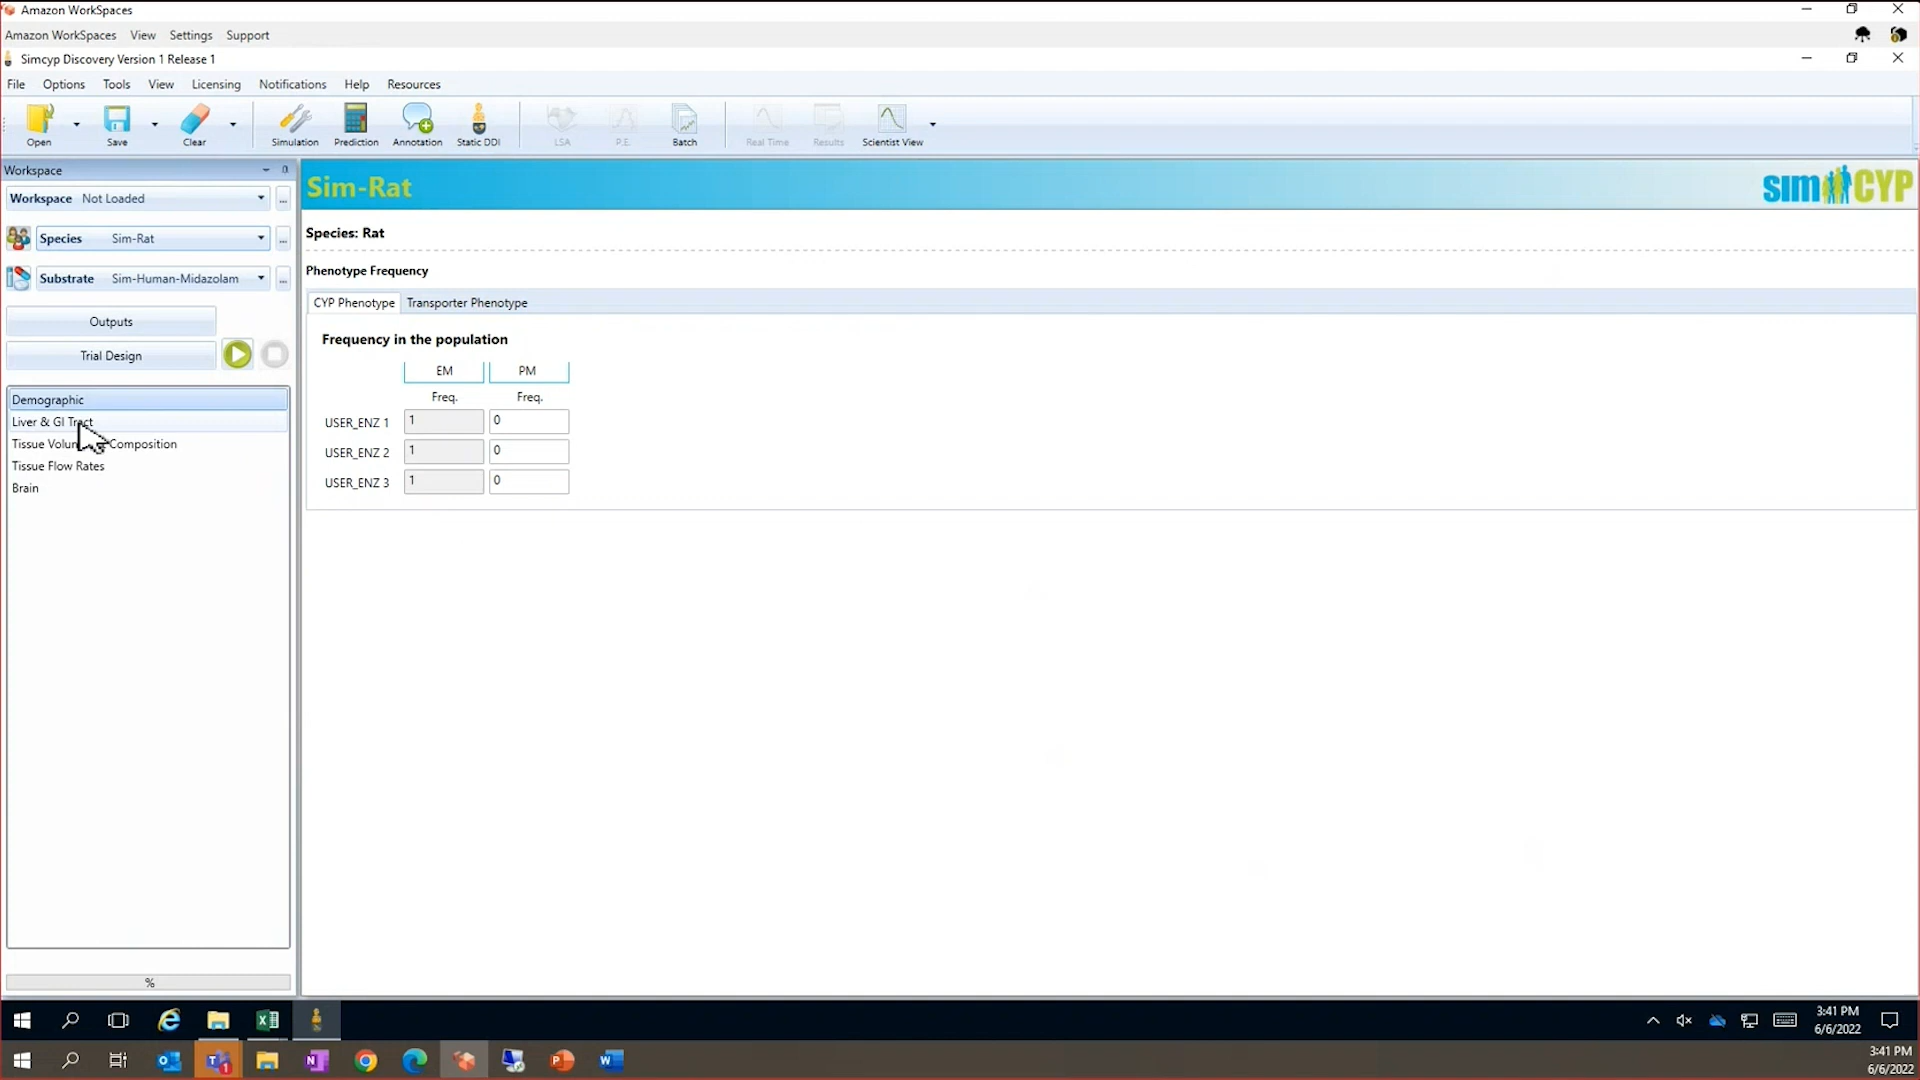 Amazon WorkSpaces
Amazon WorkSpaces View Settings Support
Simcyp Discovery Version 1 Release 1
File Options Tools View Licensing Notifications Help Resources
Open Save Clear Simulation Prediction Annotation Static DDI LSA P.E. Batch Real Time Results Scientist View
Workspace
Workspace Not Loaded ...
Species Sim-Rat ...
Substrate Sim-Human-Midazolam ...
Outputs
Trial Design
Demographic
Liver & GI Tract
Tissue Composition
Tissue Flow Rates
Brain
%
Sim-Rat
simCYP
Species: Rat
Phenotype Frequency
CYP Phenotype Transporter Phenotype
Frequency in the population
EM PM
Freq. Freq.
USER_ENZ 1 1 0
USER_ENZ 2 1 0
USER_ENZ 3 1 0
3:41 PM
6/6/2022
3:41 PM
6/6/2022